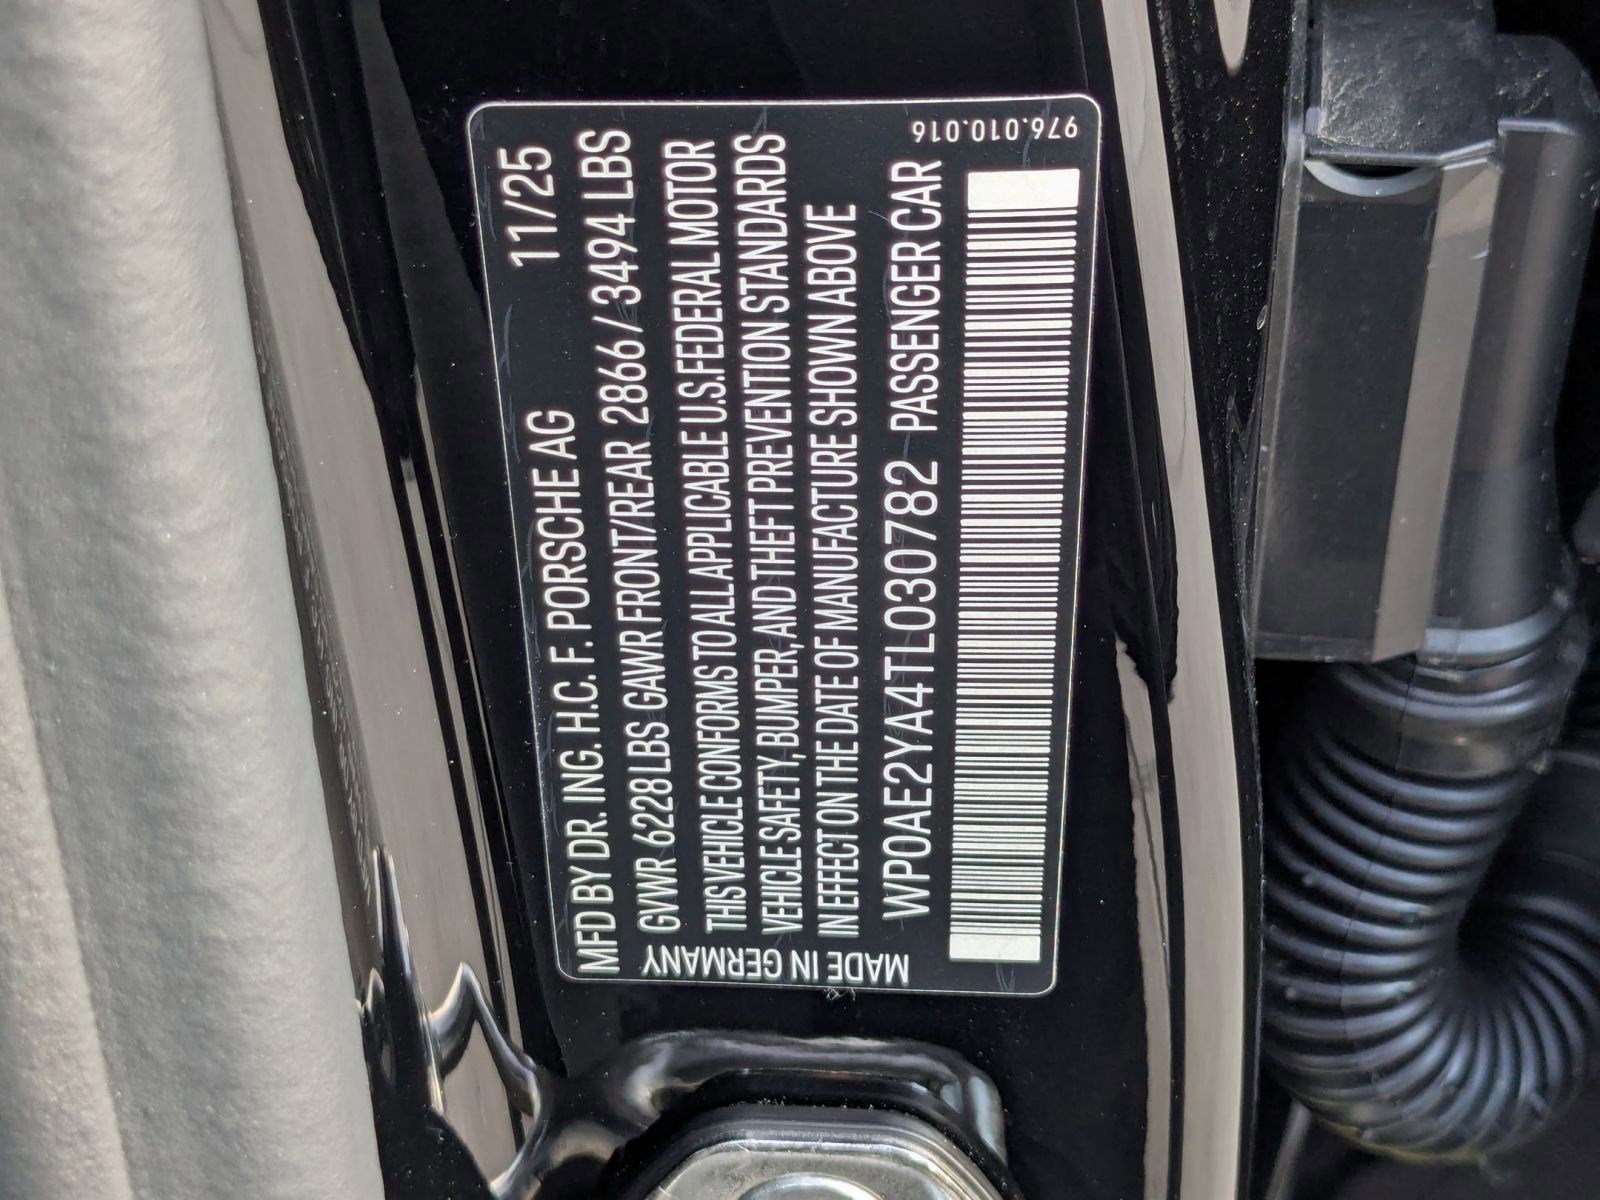 976.010.016
11/25
MFD BY DR. ING. H.C. F. PORSCHE AG
GVWR 6228 LBS GAWR FRONT/REAR 2866 / 3494 LBS
THIS VEHICLE CONFORMS TO ALL APPLICABLE U.S.FEDERAL MOTOR
VEHICLE SAFETY, BUMPER, AND THEFT PREVENTION STANDARDS
IN EFFECT ON THE DATE OF MANUFACTURE SHOWN ABOVE
WP0AE2YA4TL030782 PASSENGER CAR
MADE IN GERMANY